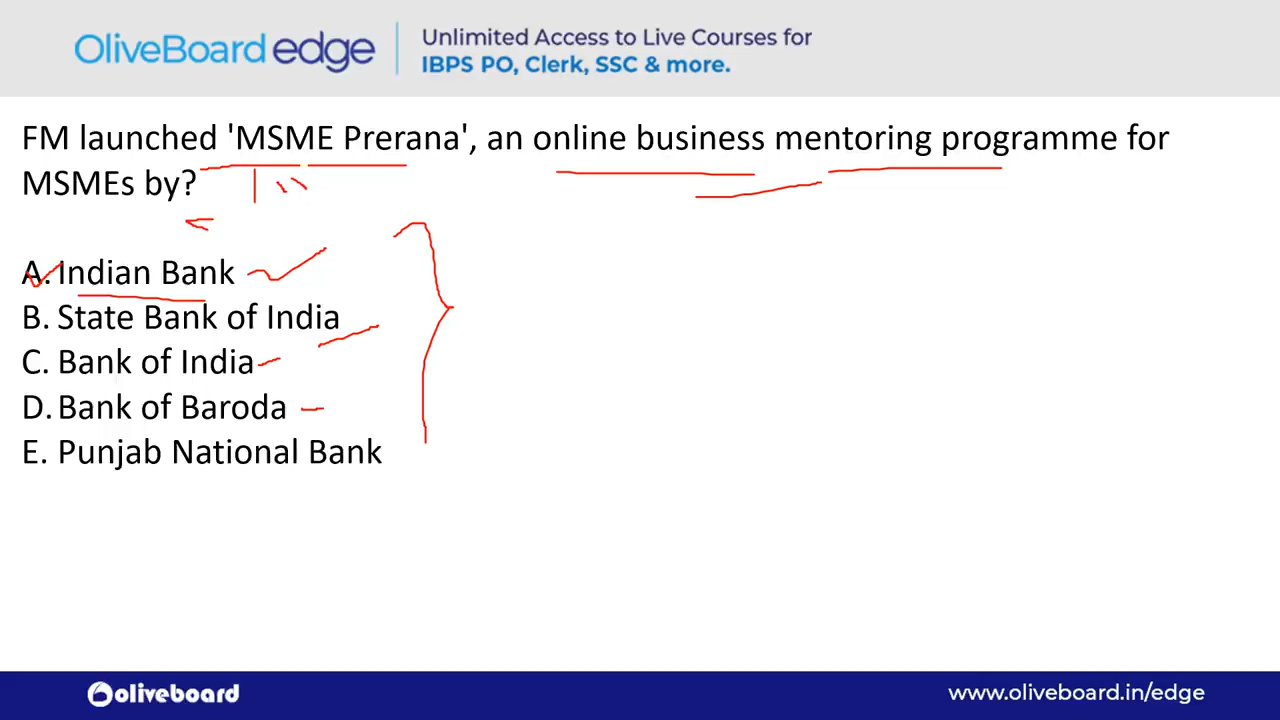 OliveBoard edge
Unlimited Access to Live Courses for
IBPS PO, Clerk, SSC & more.
FM launched 'MSME Prerana', an online business mentoring programme for
MSMEs by?
A. Indian Bank
B. State Bank of India
C. Bank of India
D. Bank of Baroda
E. Punjab National Bank
oliveboard
www.oliveboard.in/edge